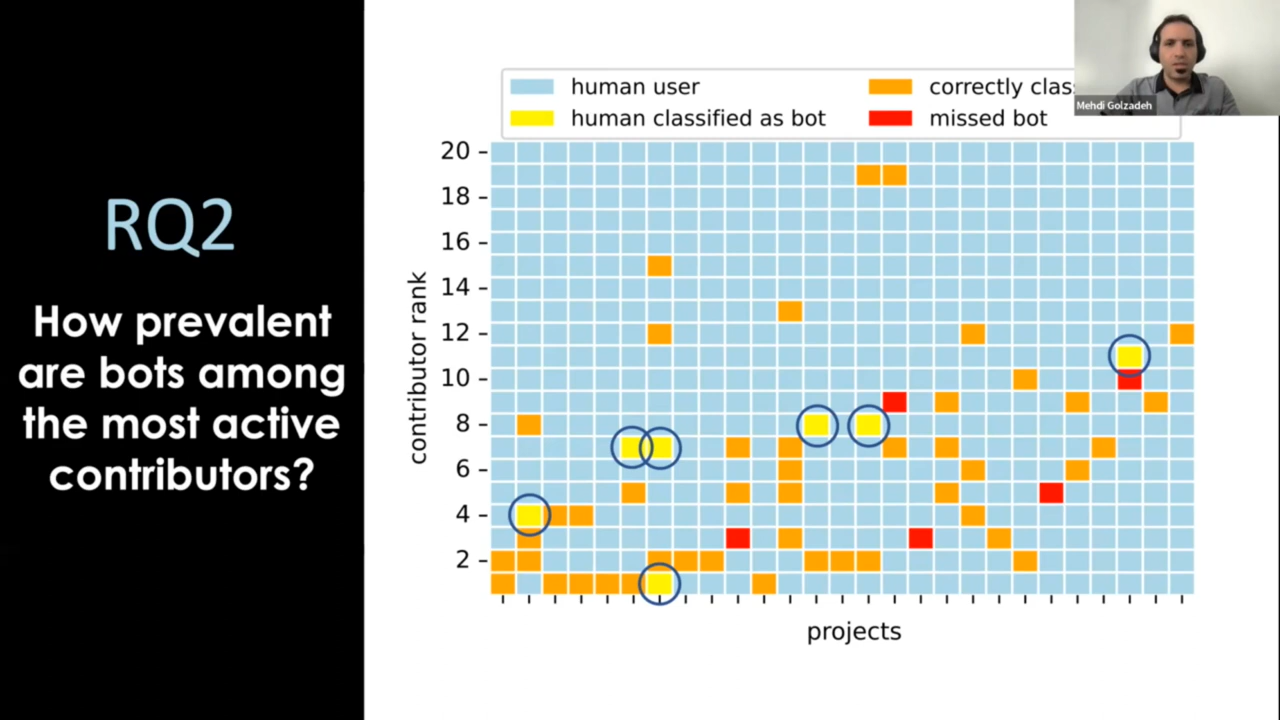 RQ2
How prevalent
are bots among
the most active
contributors?
human user
correctly
human classified as bot
missed bot
Mehdi Golzadeh
20
18
16
14
12
10
8
6
4
2
contributor rank
projects